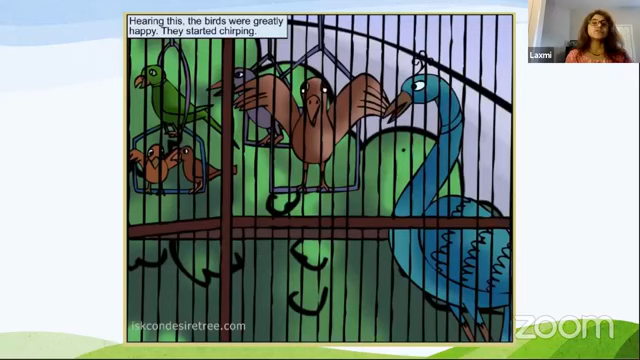 Hearing this, the birds were greatly
happy. They started chirping.
Laxmi
iskcondesiretree.com
zoom